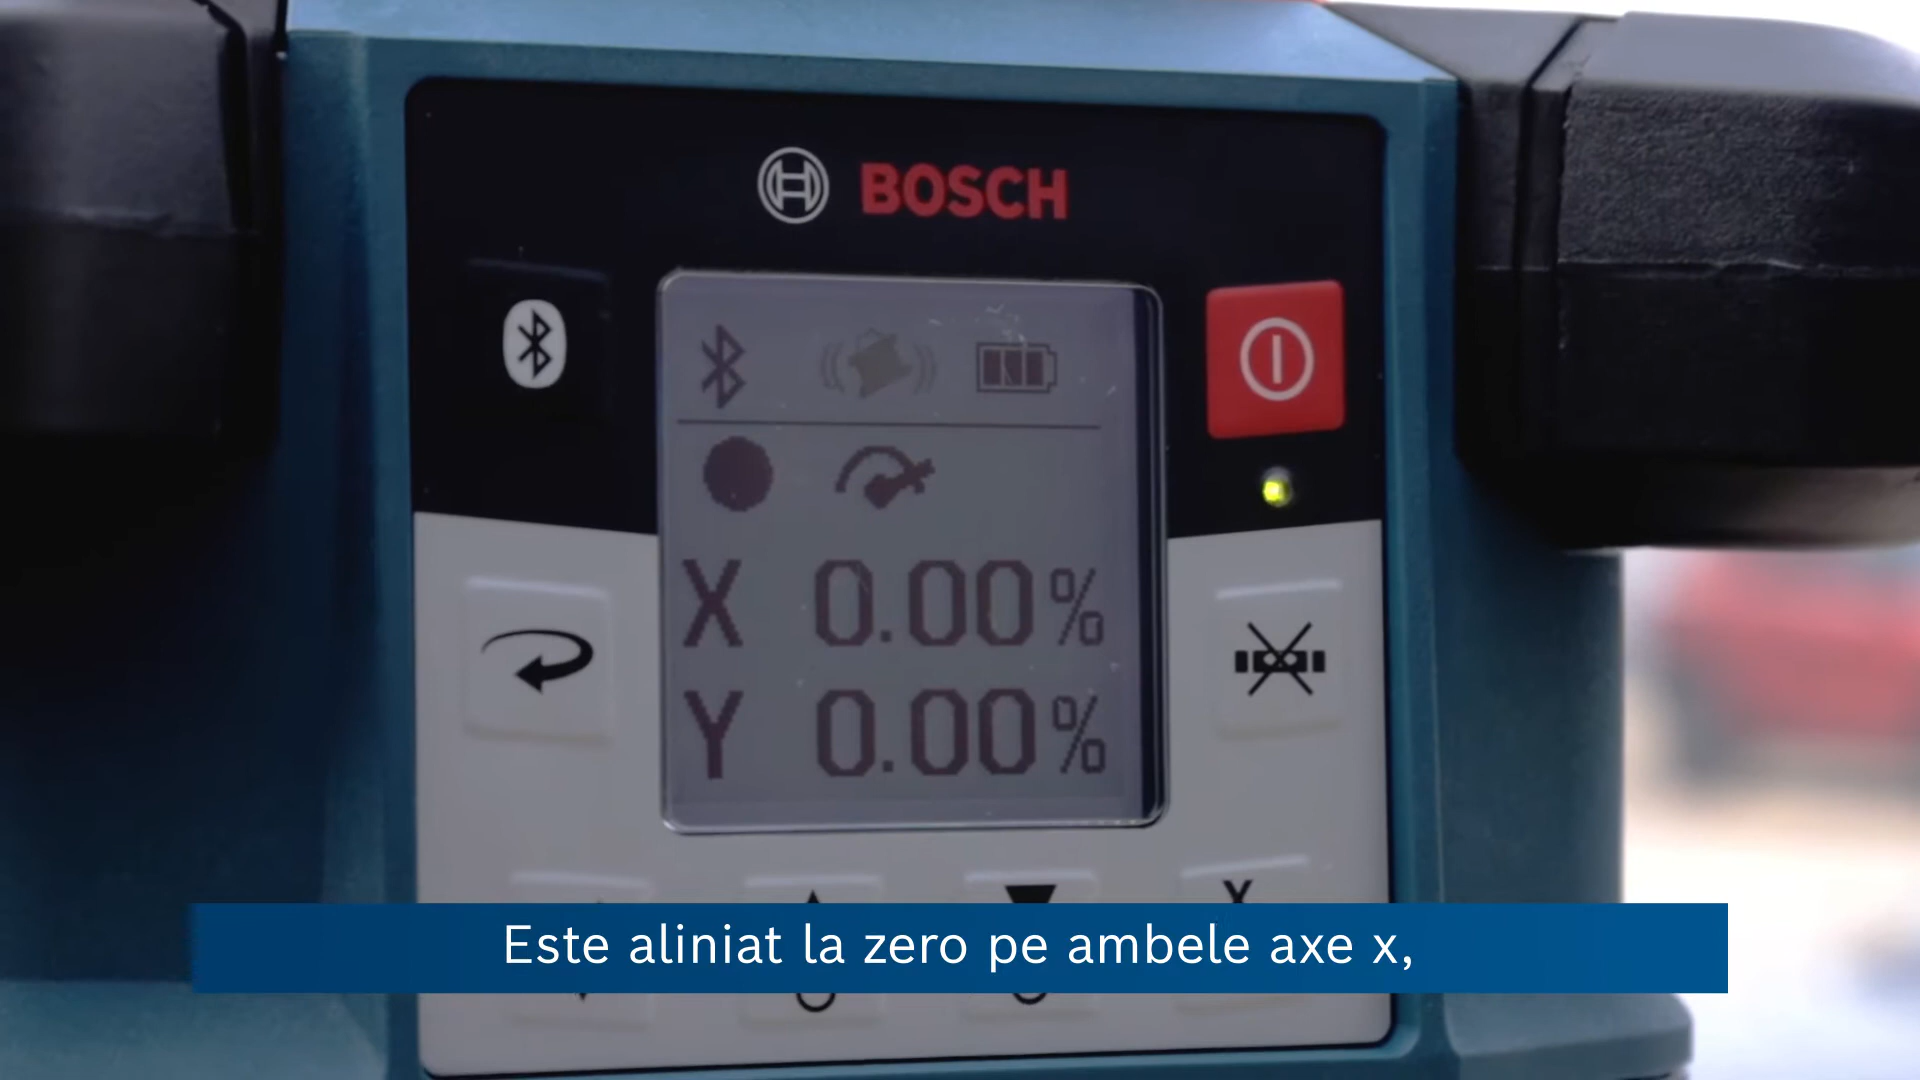 BOSCH
X 0.00%
Y 0.00%
X
Este aliniat la zero pe ambele axe x,